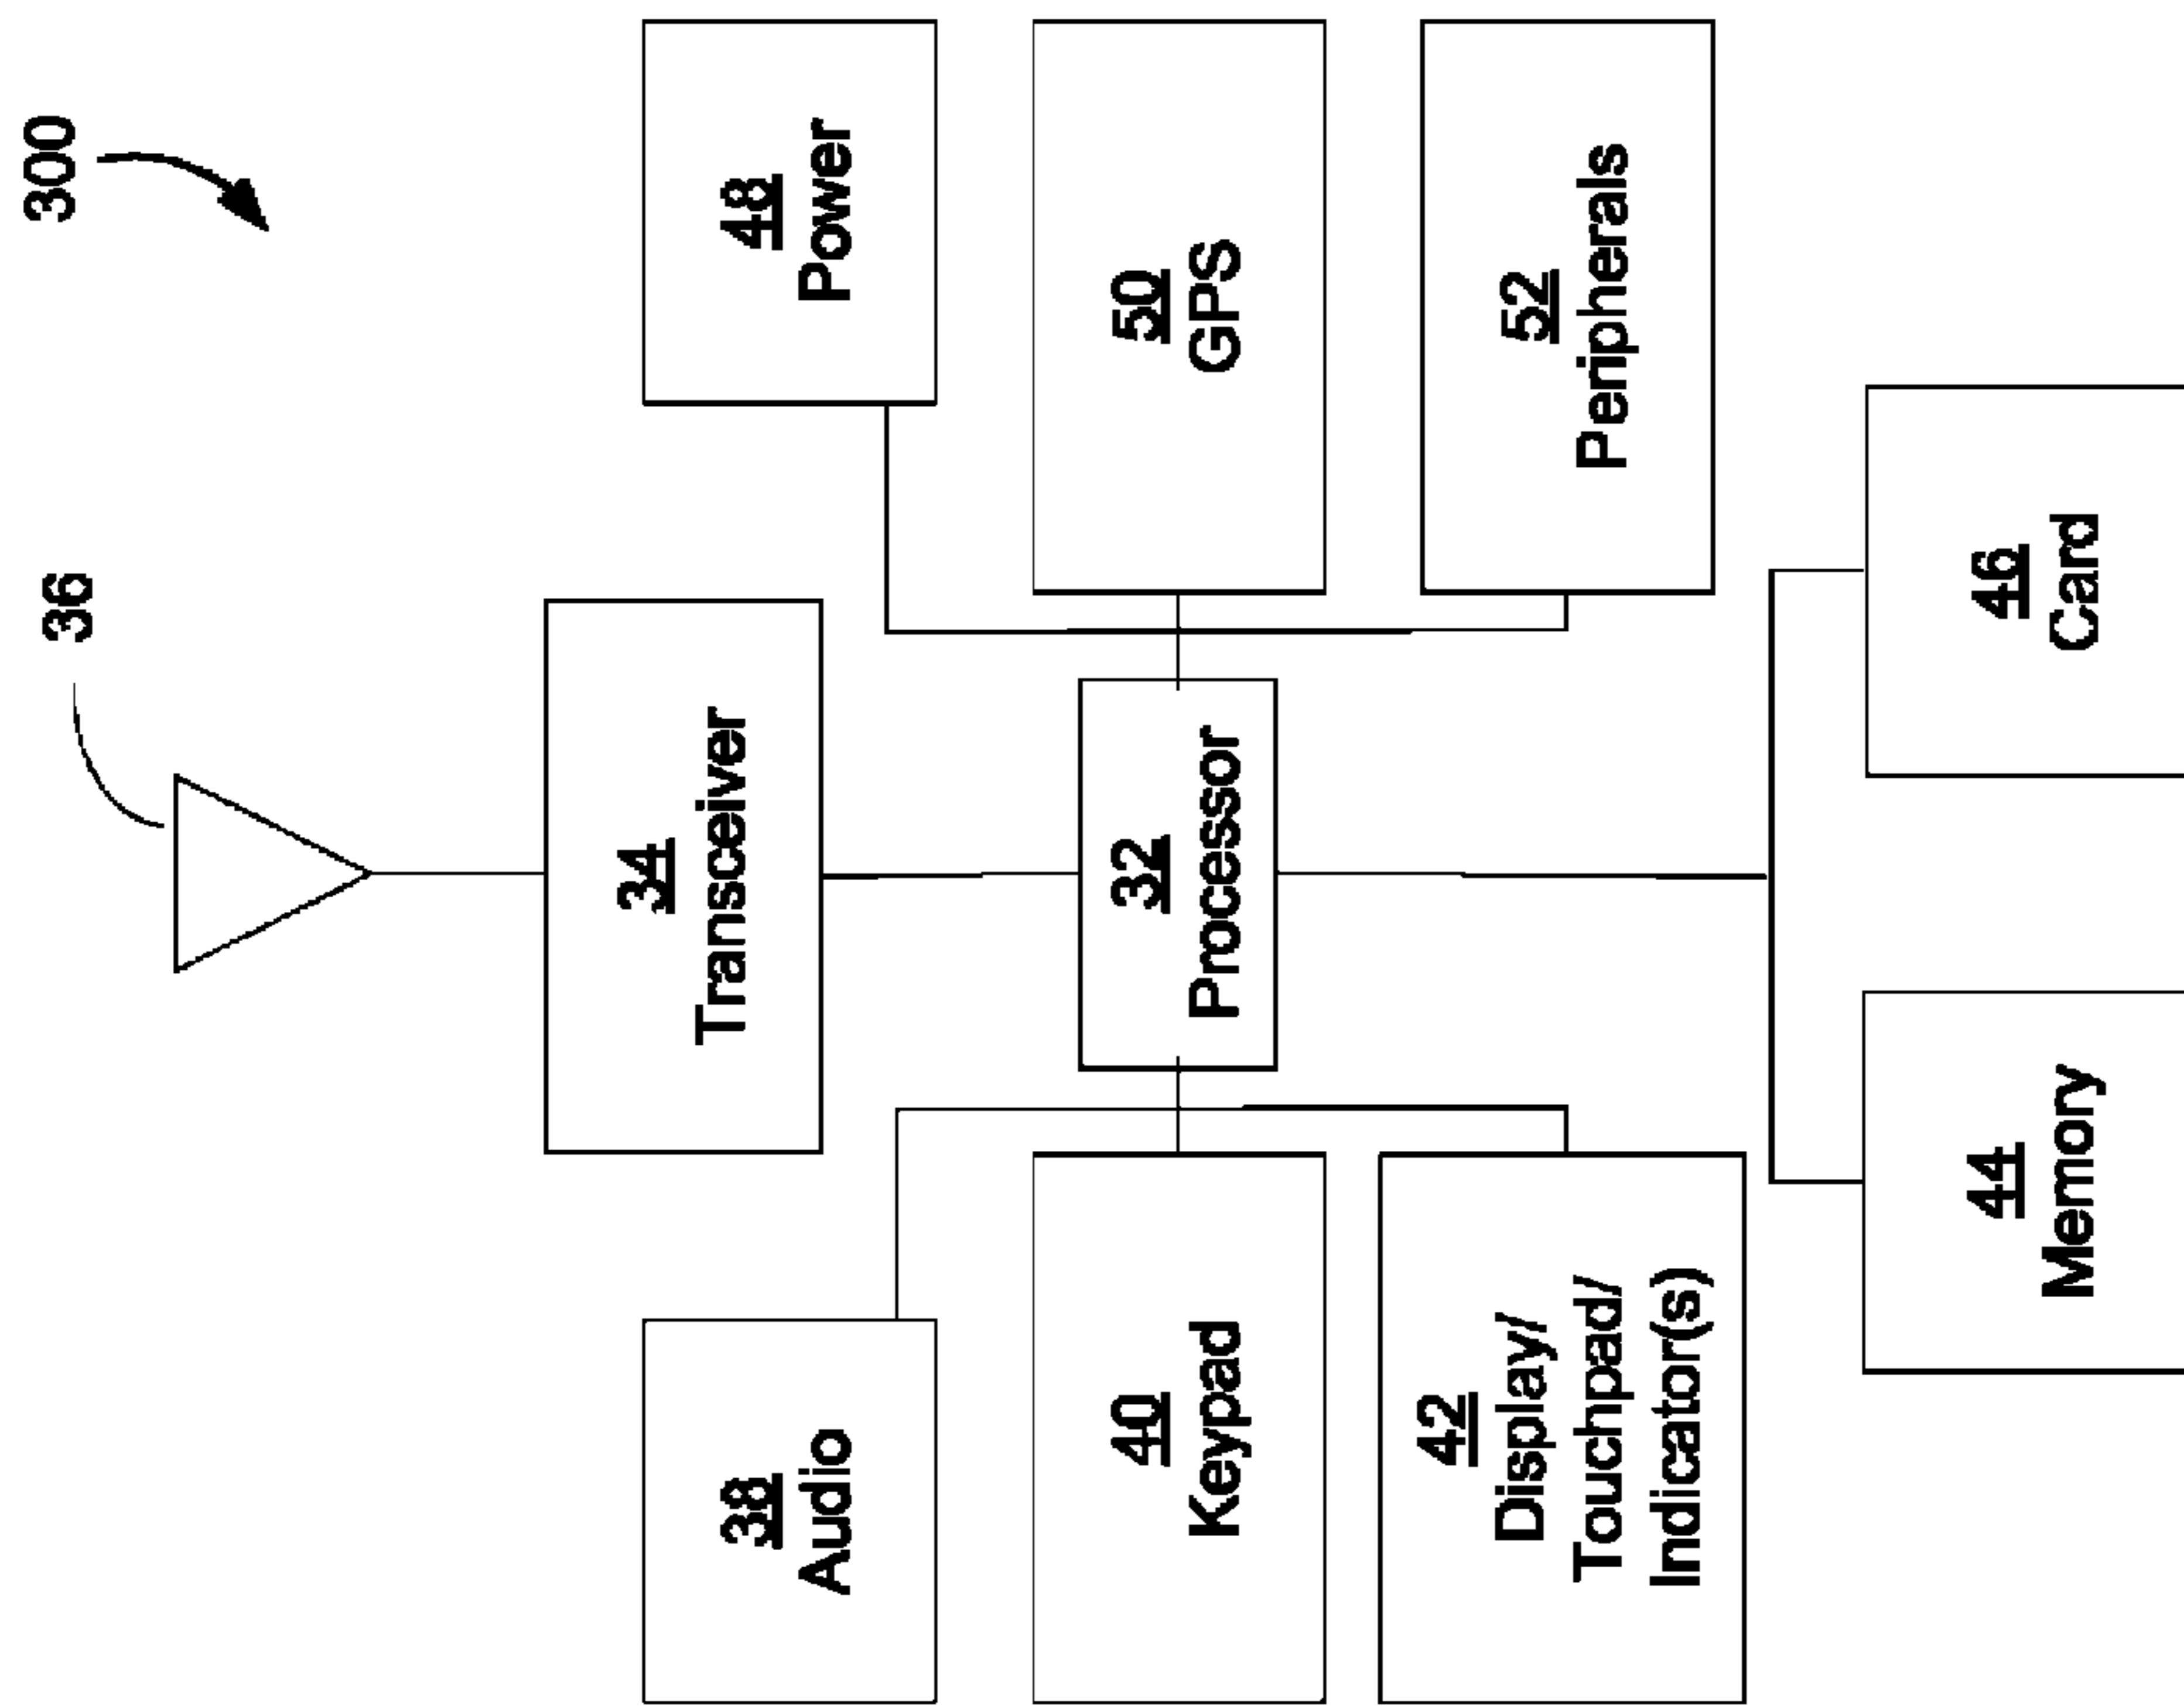 300
36
48
Power
34
Transceiver
50
GPS
32
Processor
52
Peripherals
38
Audio
40
Keypad
42
Display/
Touchpad/
Indicator(s)
46
Card
44
Memory